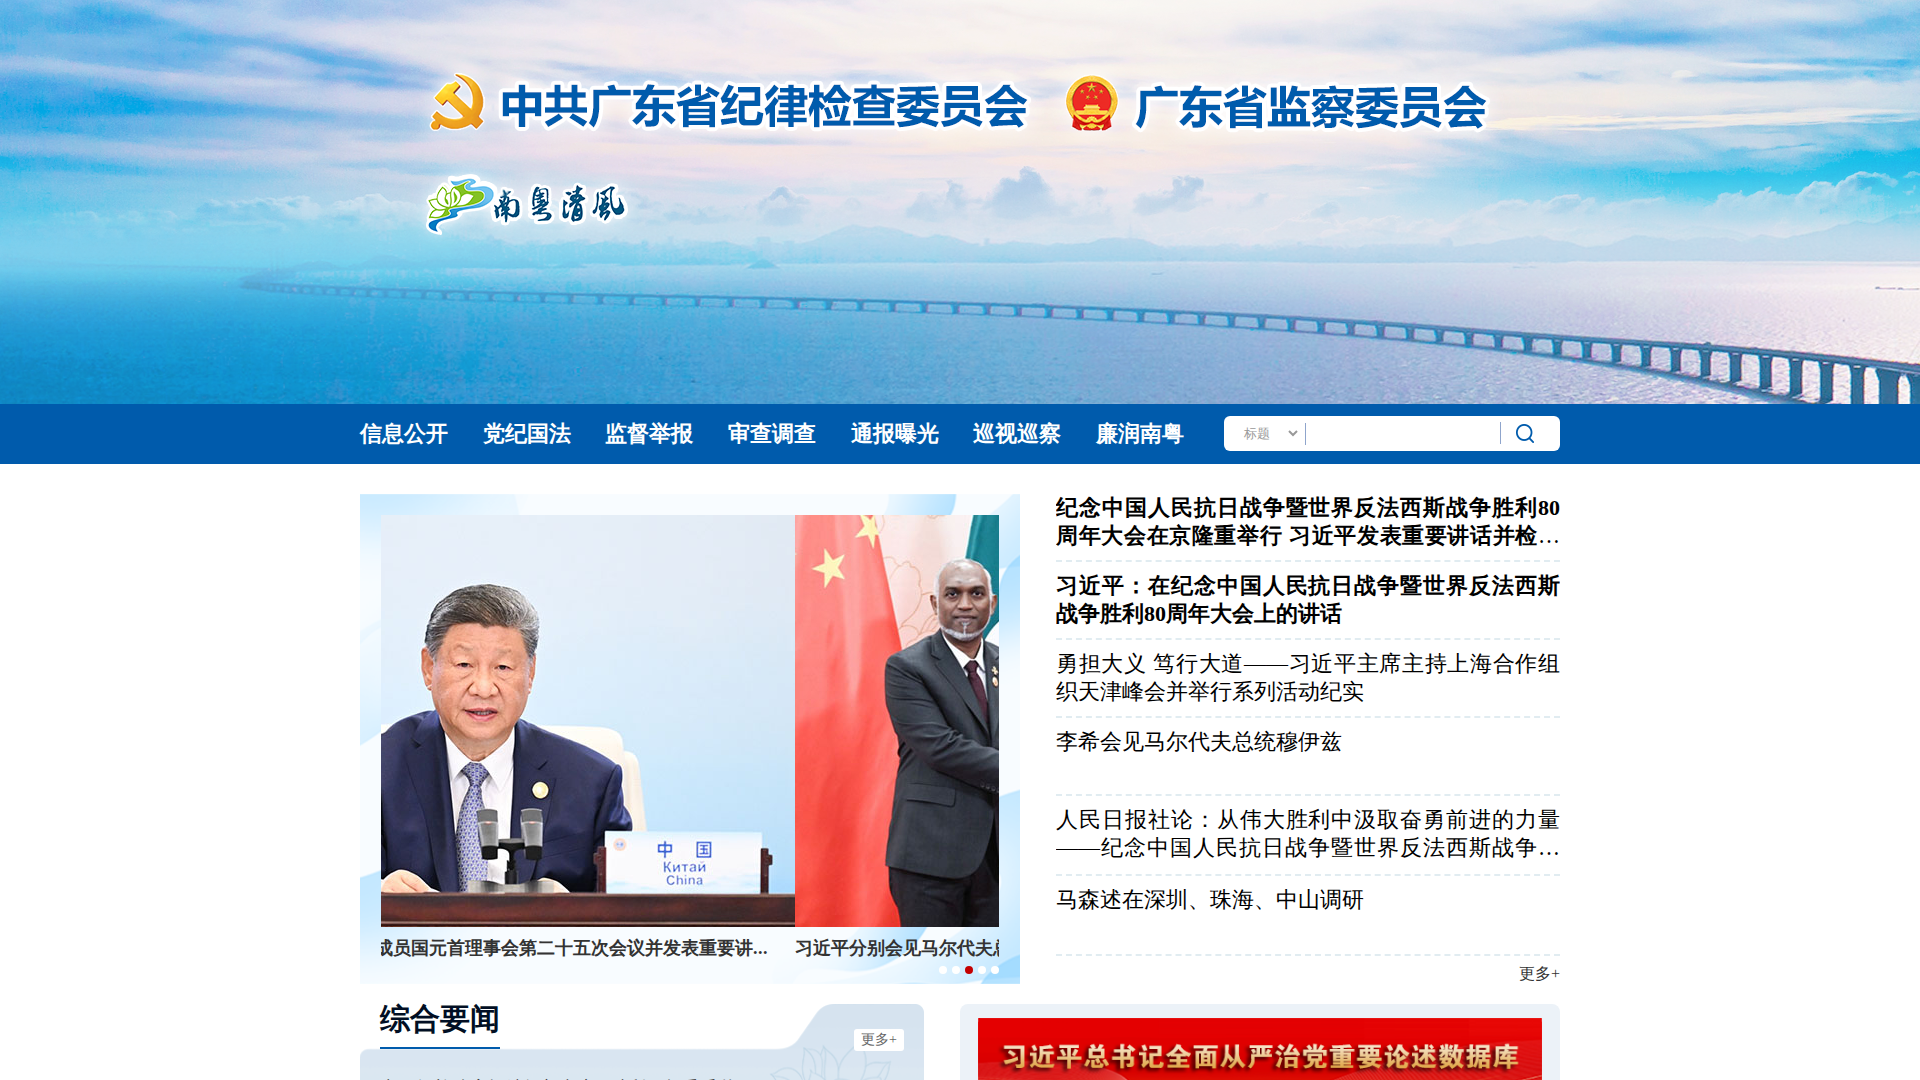 中共广东省纪律检查委员会 广东省监察委员会
南粤清风
信息公开 党纪国法 监督举报 审查调查 通报曝光 巡视巡察 廉润南粤 标题
中 国
Китай
China
成员国元首理事会第二十五次会议并发表重要讲... 习近平分别会见马尔代夫总
纪念中国人民抗日战争暨世界反法西斯战争胜利80
周年大会在京隆重举行 习近平发表重要讲话并检…
习近平：在纪念中国人民抗日战争暨世界反法西斯
战争胜利80周年大会上的讲话
勇担大义 笃行大道——习近平主席主持上海合作组
织天津峰会并举行系列活动纪实
李希会见马尔代夫总统穆伊兹
人民日报社论：从伟大胜利中汲取奋勇前进的力量
——纪念中国人民抗日战争暨世界反法西斯战争…
马森述在深圳、珠海、中山调研
更多+
综合要闻
更多+
习近平总书记全面从严治党重要论述数据库